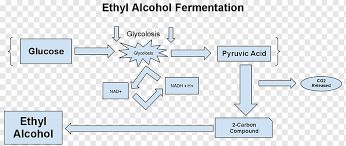 Ethyl Alcohol Fermentation
Glycolosis
Glucose
Glycolosis
Pyruvic Acid
NAD+
NADH + H+
CO2
Released
Ethyl
Alcohol
2-Carbon
Compound